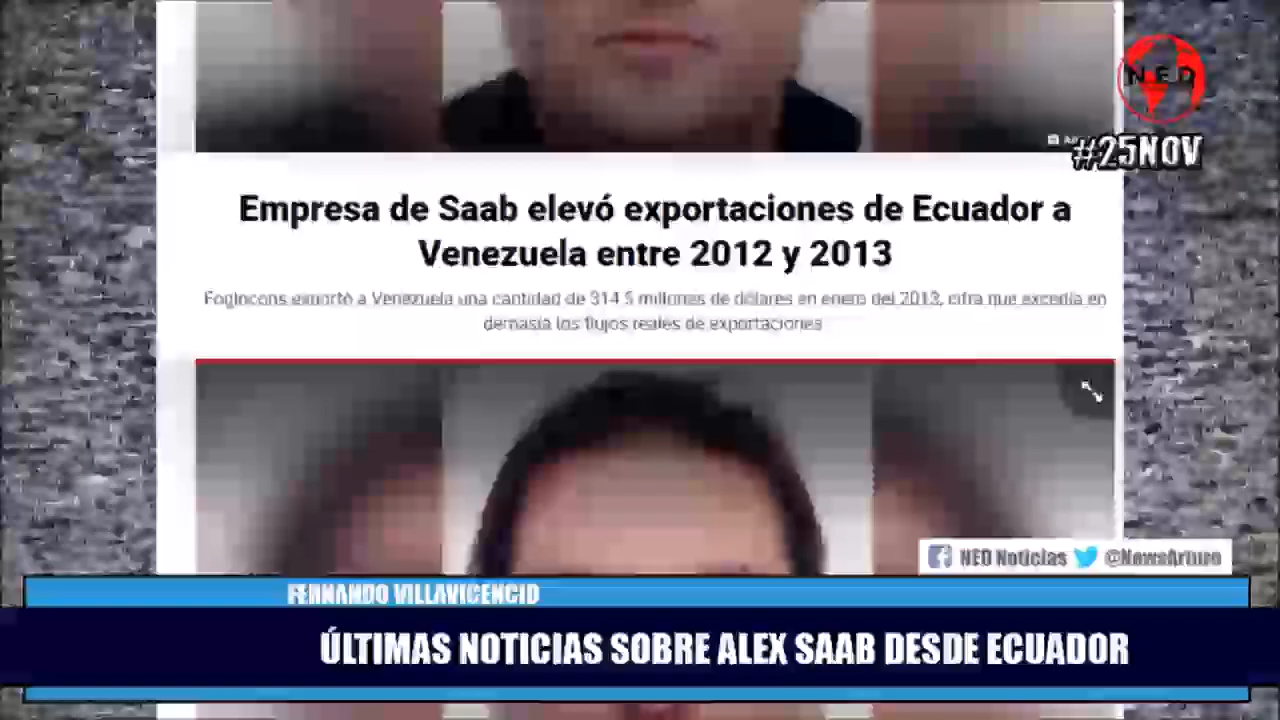 NED
#25NOV
Empresa de Saab elevó exportaciones de Ecuador a
Venezuela entre 2012 y 2013
Foglocons exportó a Venezuela una cantidad de 314.5 millones de dólares en enero del 2013, cifra que excedía en
demasía los flujos reales de exportaciones
NED Noticias @NewsArturo
FERNANDO VILLAVICENCIO
ÚLTIMAS NOTICIAS SOBRE ALEX SAAB DESDE ECUADOR